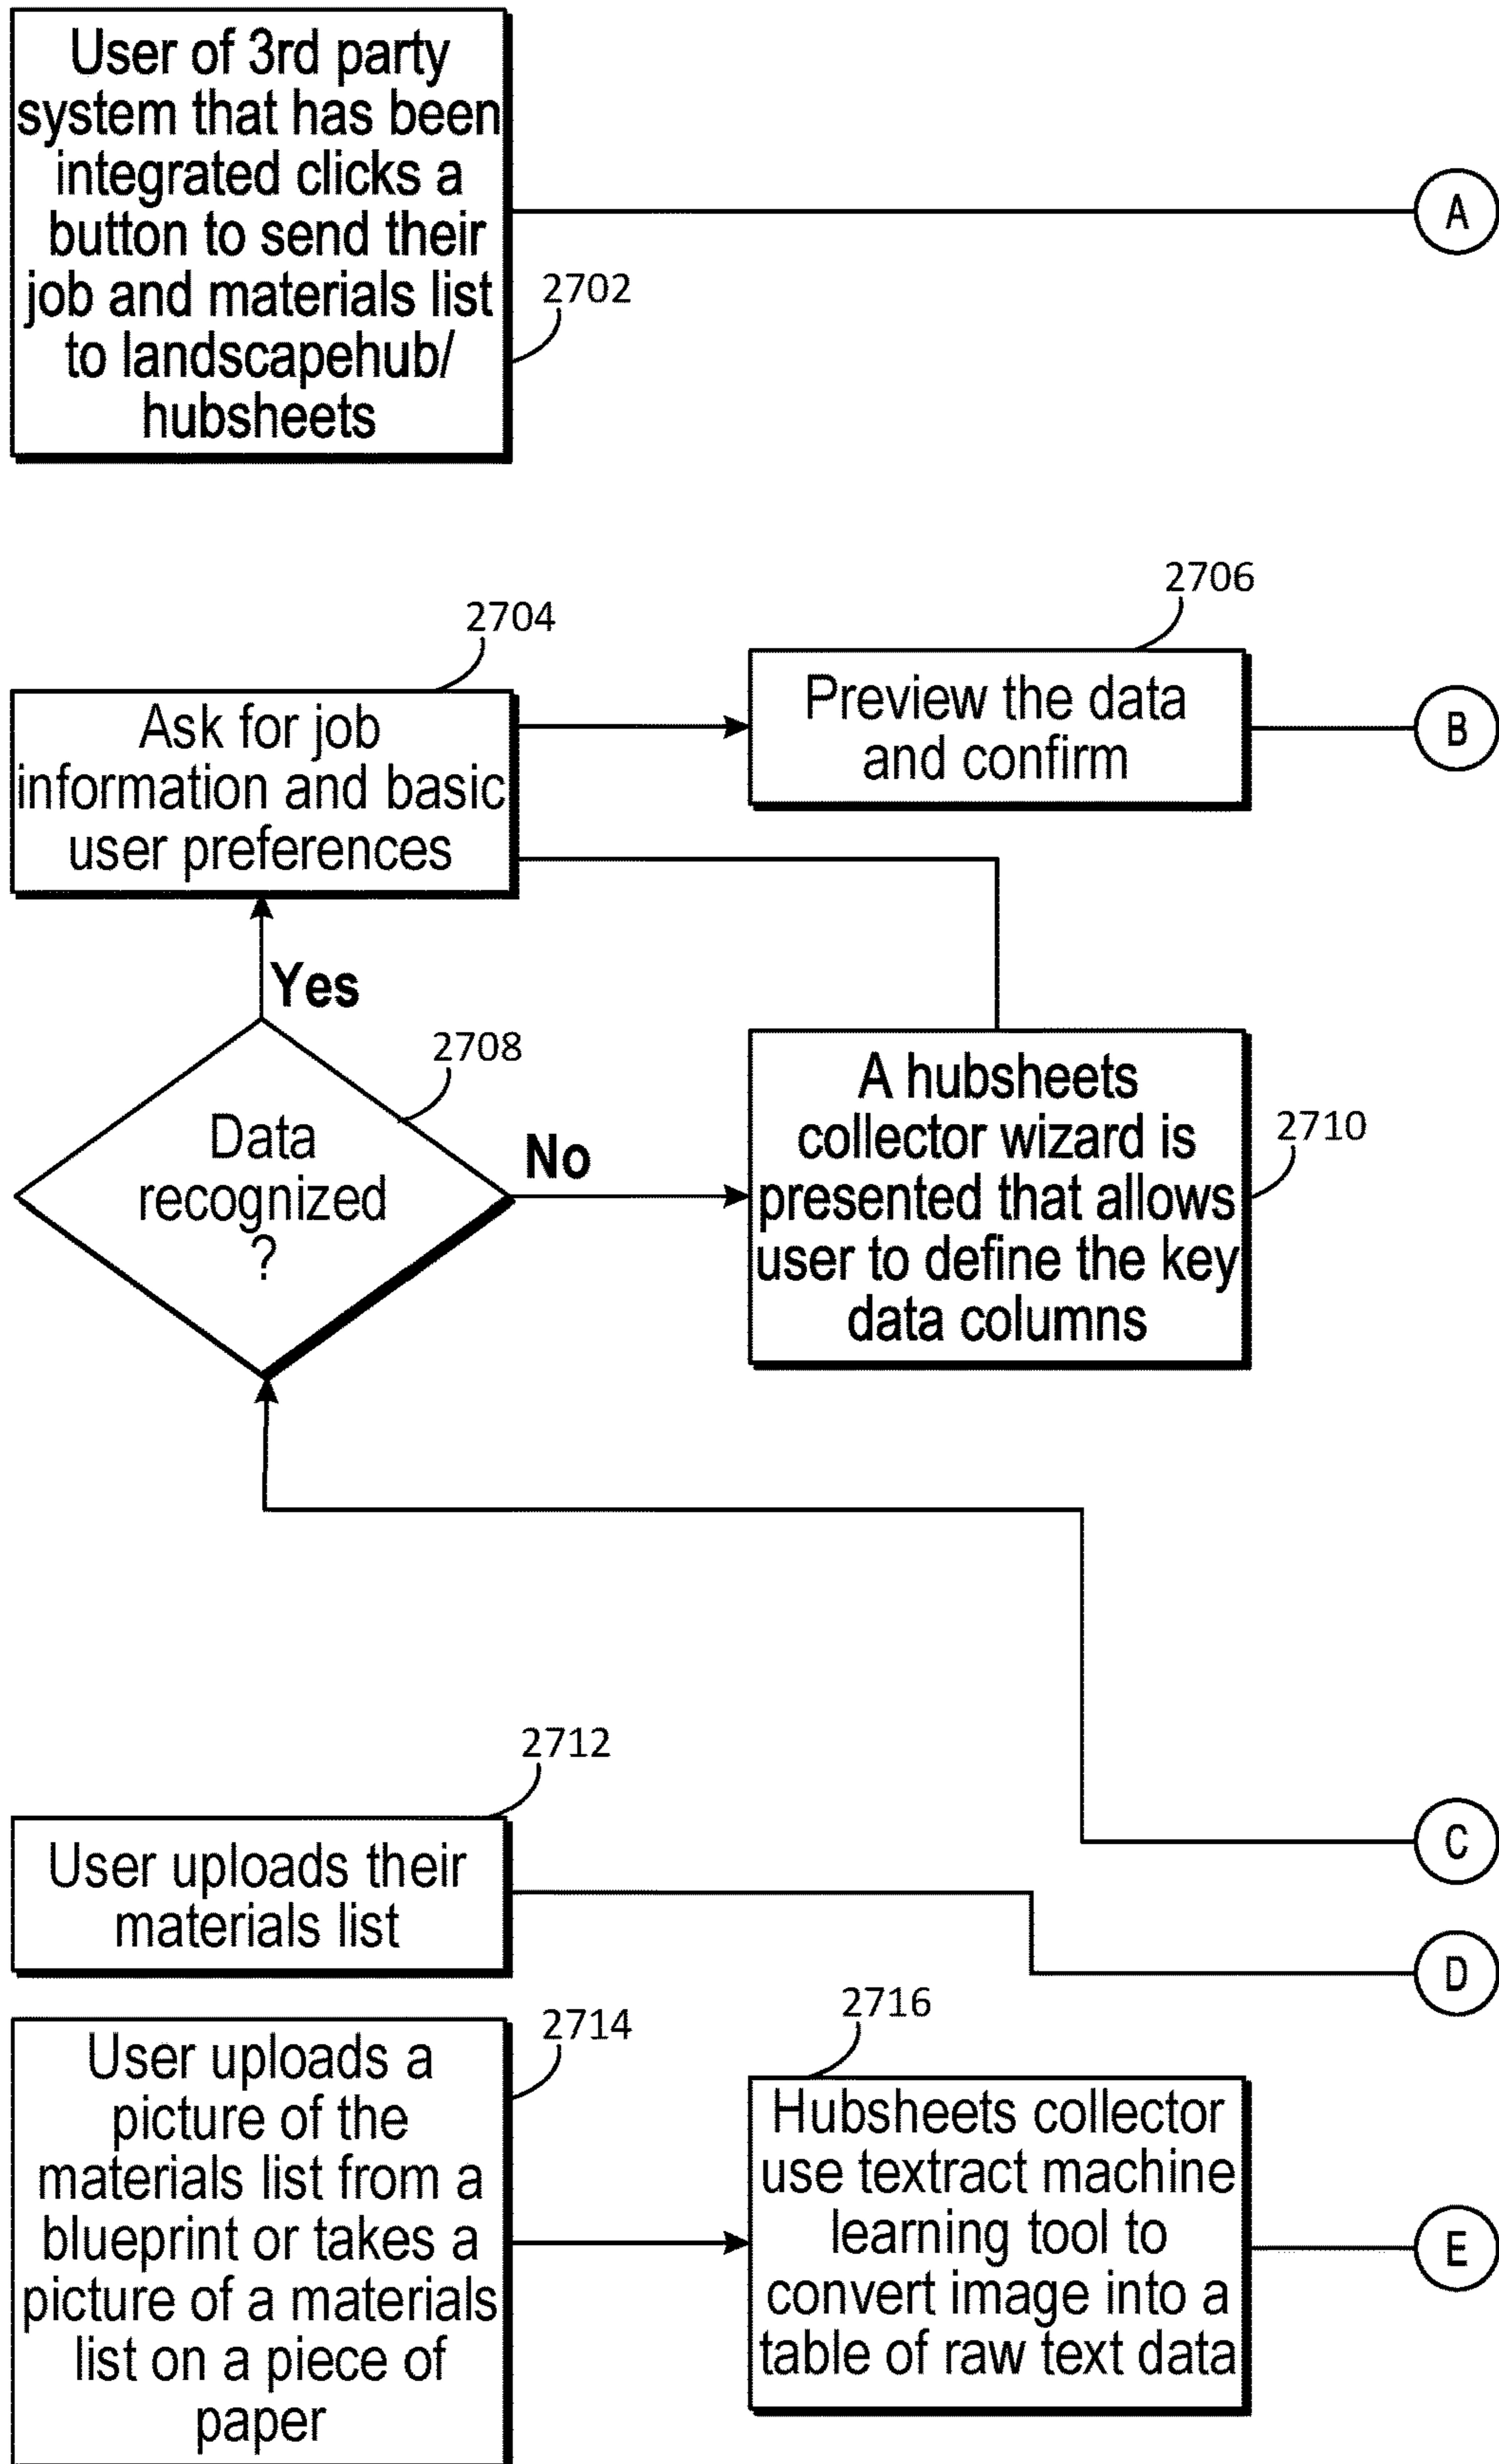 User of 3rd party
system that has been
integrated clicks a
button to send their
job and materials list
to landscapehub/
hubsheets
2702
A
2704
Ask for job
information and basic
user preferences
2706
Preview the data
and confirm
B
Yes
2708
Data
recognized
?
No
A hubsheets
collector wizard is
presented that allows
user to define the key
data columns
2710
2712
User uploads their
materials list
C
D
2714
User uploads a
picture of the
materials list from a
blueprint or takes a
picture of a materials
list on a piece of
paper
2716
Hubsheets collector
use textract machine
learning tool to
convert image into a
table of raw text data
E